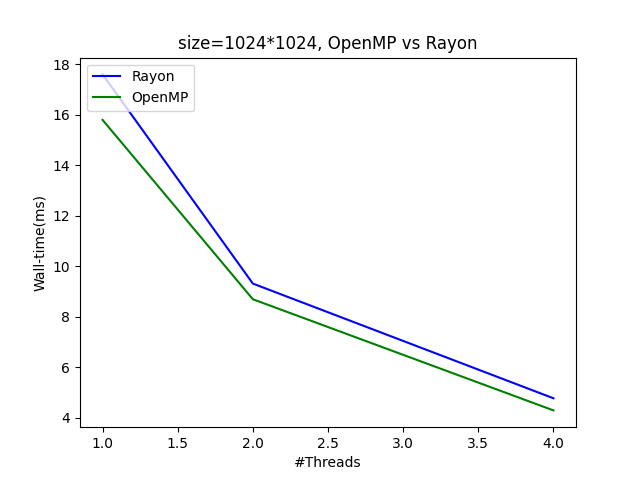 size=1024*1024, OpenMP vs Rayon
Rayon
OpenMP
18
16
14
12
10
8
6
4
Wall-time(ms)
1.0 1.5 2.0 2.5 3.0 3.5 4.0
#Threads